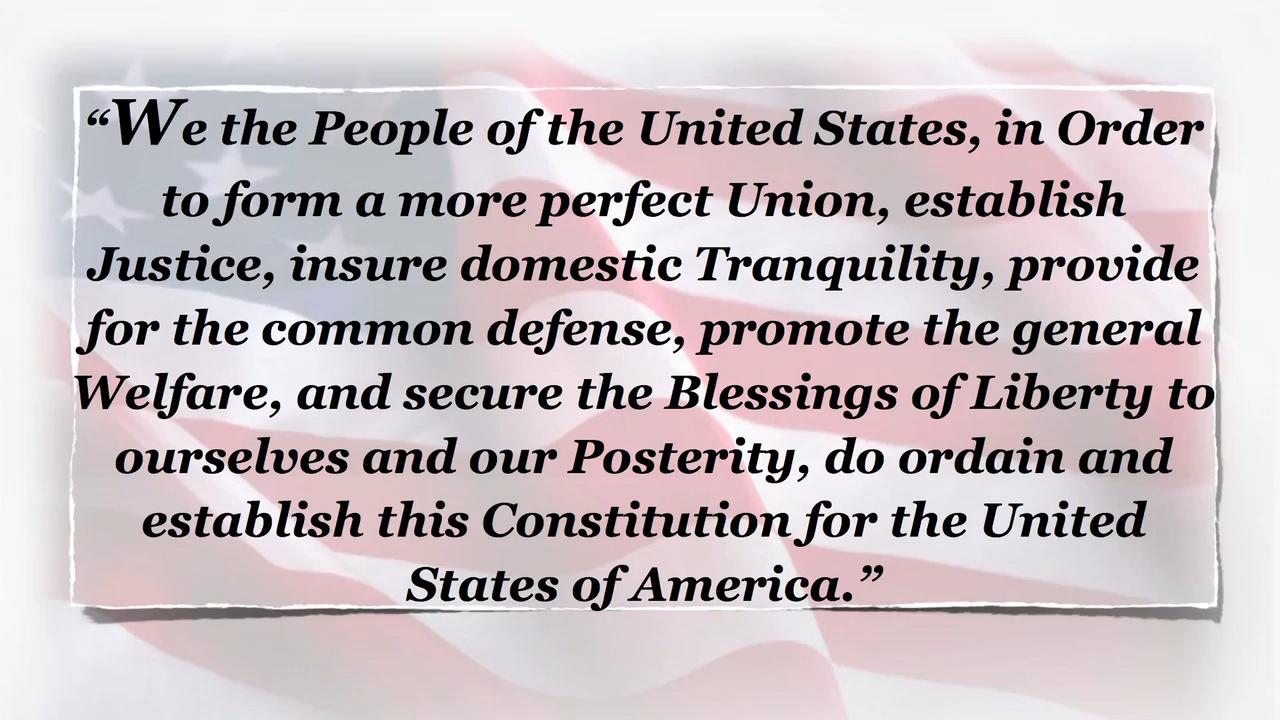 “We the People of the United States, in Order
to form a more perfect Union, establish
Justice, insure domestic Tranquility, provide
for the common defense, promote the general
Welfare, and secure the Blessings of Liberty to
ourselves and our Posterity, do ordain and
establish this Constitution for the United
States of America.”